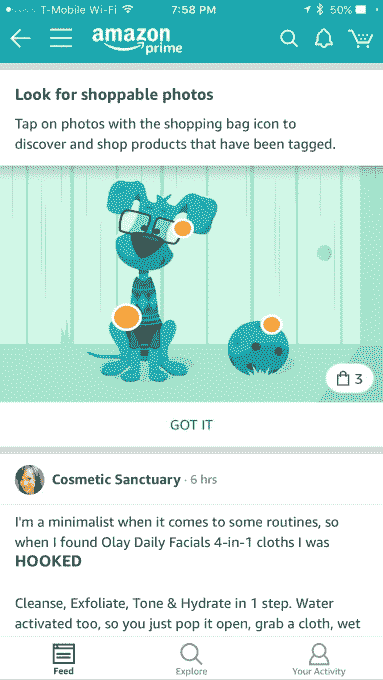 T-Mobile Wi-Fi 7:58 PM 50%
amazon
prime
Look for shoppable photos
Tap on photos with the shopping bag icon to
discover and shop products that have been tagged.
3
GOT IT
Cosmetic Sanctuary · 6 hrs
I'm a minimalist when it comes to some routines, so
when I found Olay Daily Facials 4-in-1 cloths I was
HOOKED
Cleanse, Exfoliate, Tone & Hydrate in 1 step. Water
activated too, so you just pop it open, grab a cloth, wet
Feed Explore Your Activity